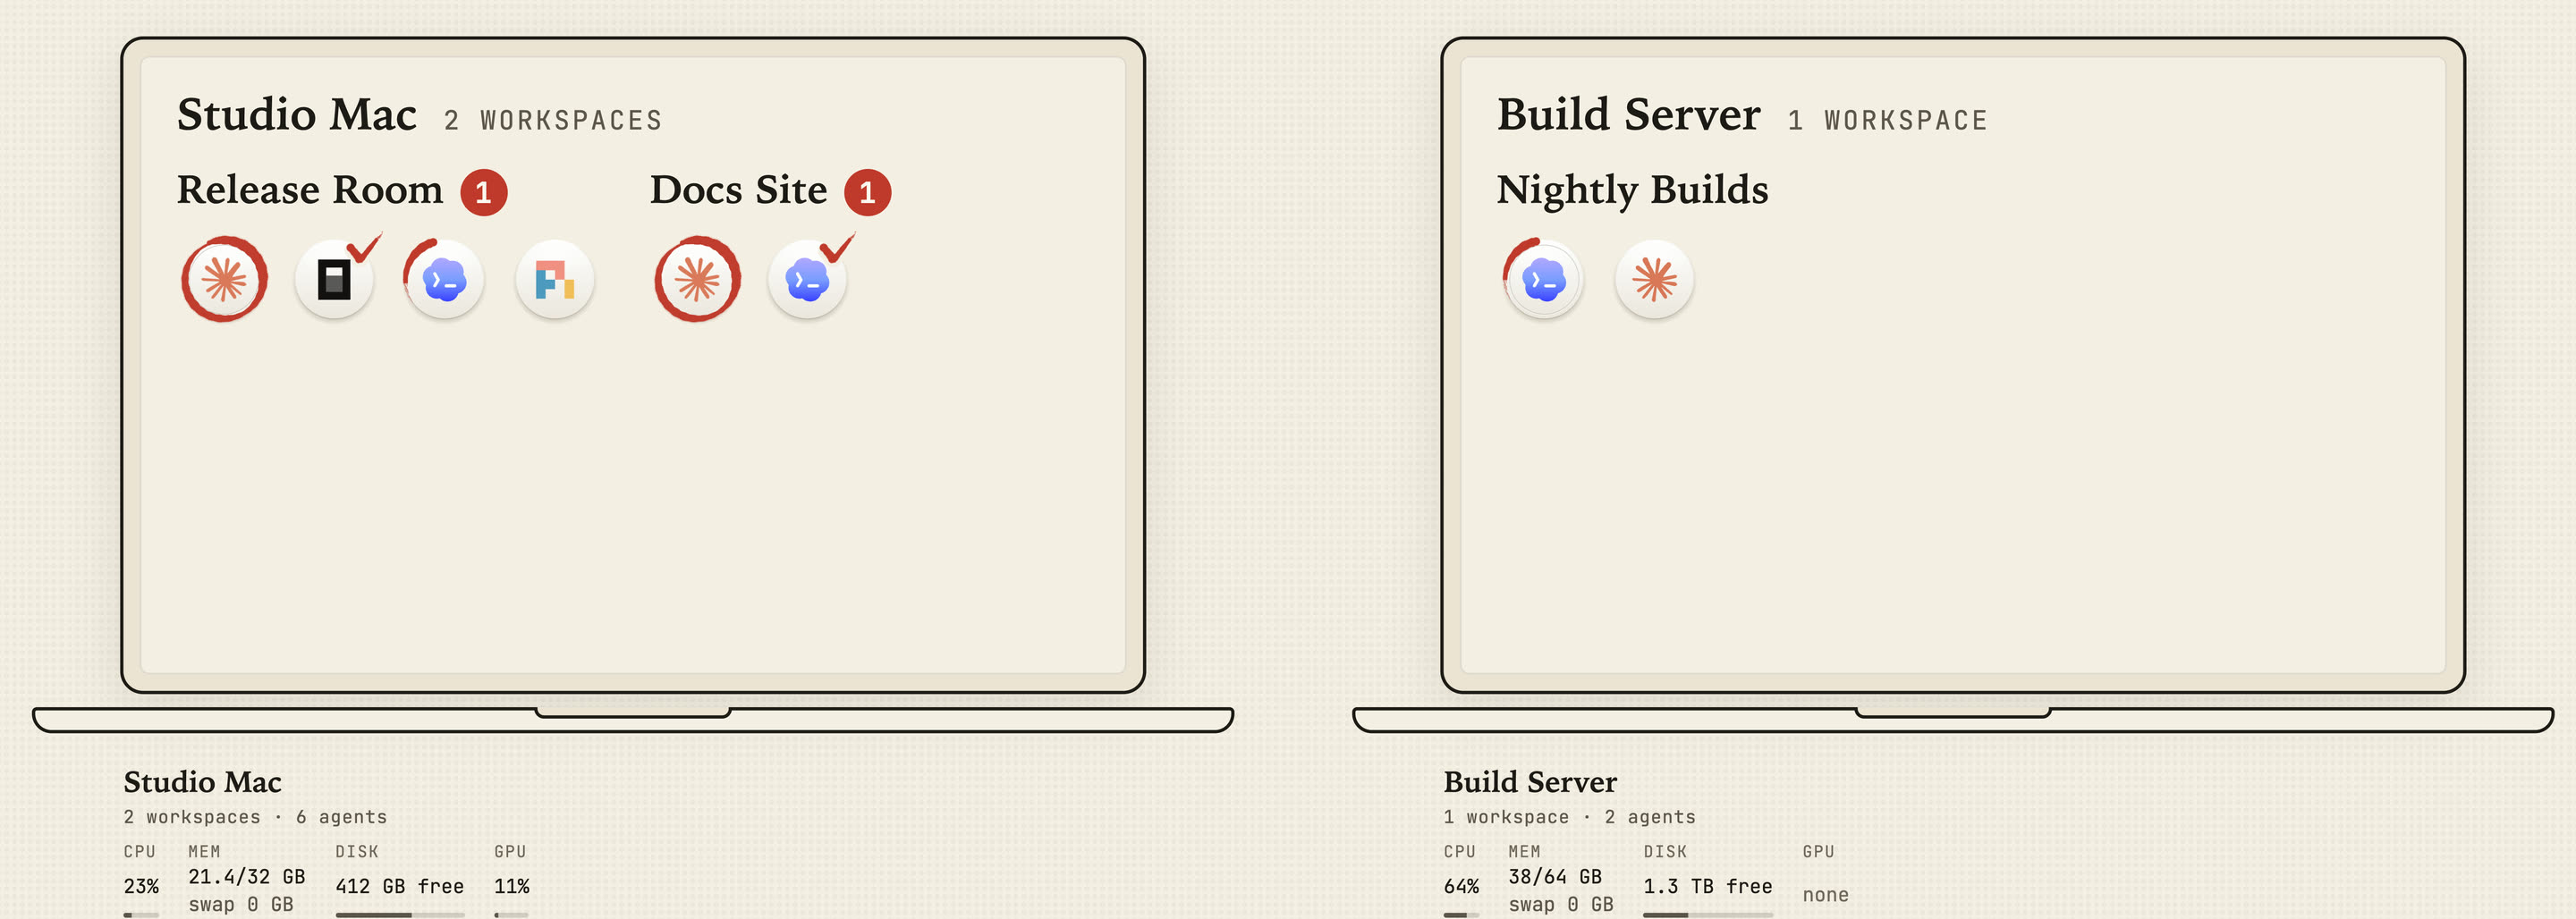 Studio Mac 2 WORKSPACES
Release Room 1
Docs Site 1
Build Server 1 WORKSPACE
Nightly Builds
Studio Mac
2 workspaces · 6 agents
CPU MEM DISK GPU
23% 21.4/32 GB 412 GB free 11%
swap 0 GB
Build Server
1 workspace · 2 agents
CPU MEM DISK GPU
64% 38/64 GB 1.3 TB free none
swap 0 GB